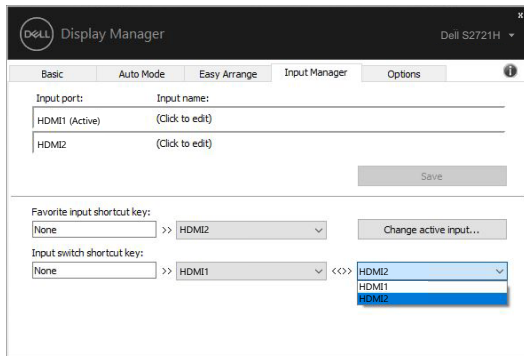 x
DELL Display Manager Dell S2721H
Basic Auto Mode Easy Arrange Input Manager Options i
Input port: Input name:
HDMI1 (Active) (Click to edit)
HDMI2 (Click to edit)
Save
Favorite input shortcut key:
None >> HDMI2 Change active input...
Input switch shortcut key:
None >> HDMI1 <<>> HDMI2
HDMI1
HDMI2